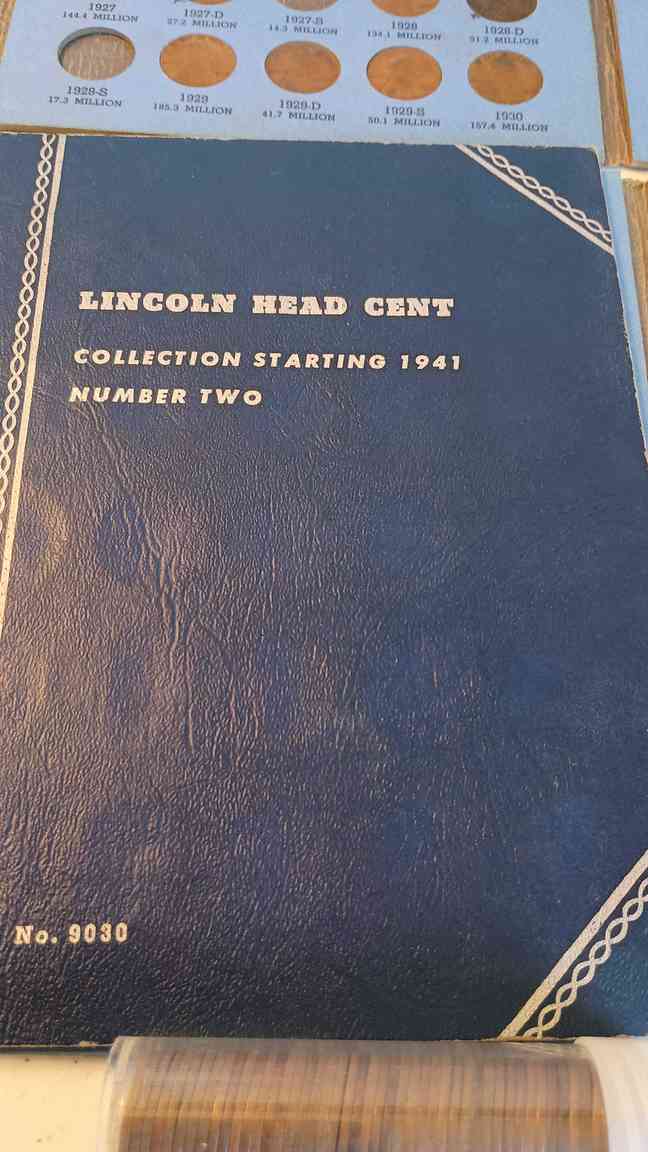 1927 1927-D 1927-S 1928 1928-D
144.4 MILLION 27.2 MILLION 14.3 MILLION 134.1 MILLION 31.2 MILLION
1928-S 1929 1929-D 1929-S 1930
17.3 MILLION 185.3 MILLION 41.7 MILLION 50.1 MILLION 157.4 MILLION
LINCOLN HEAD CENT
COLLECTION STARTING 1941
NUMBER TWO
No. 9030